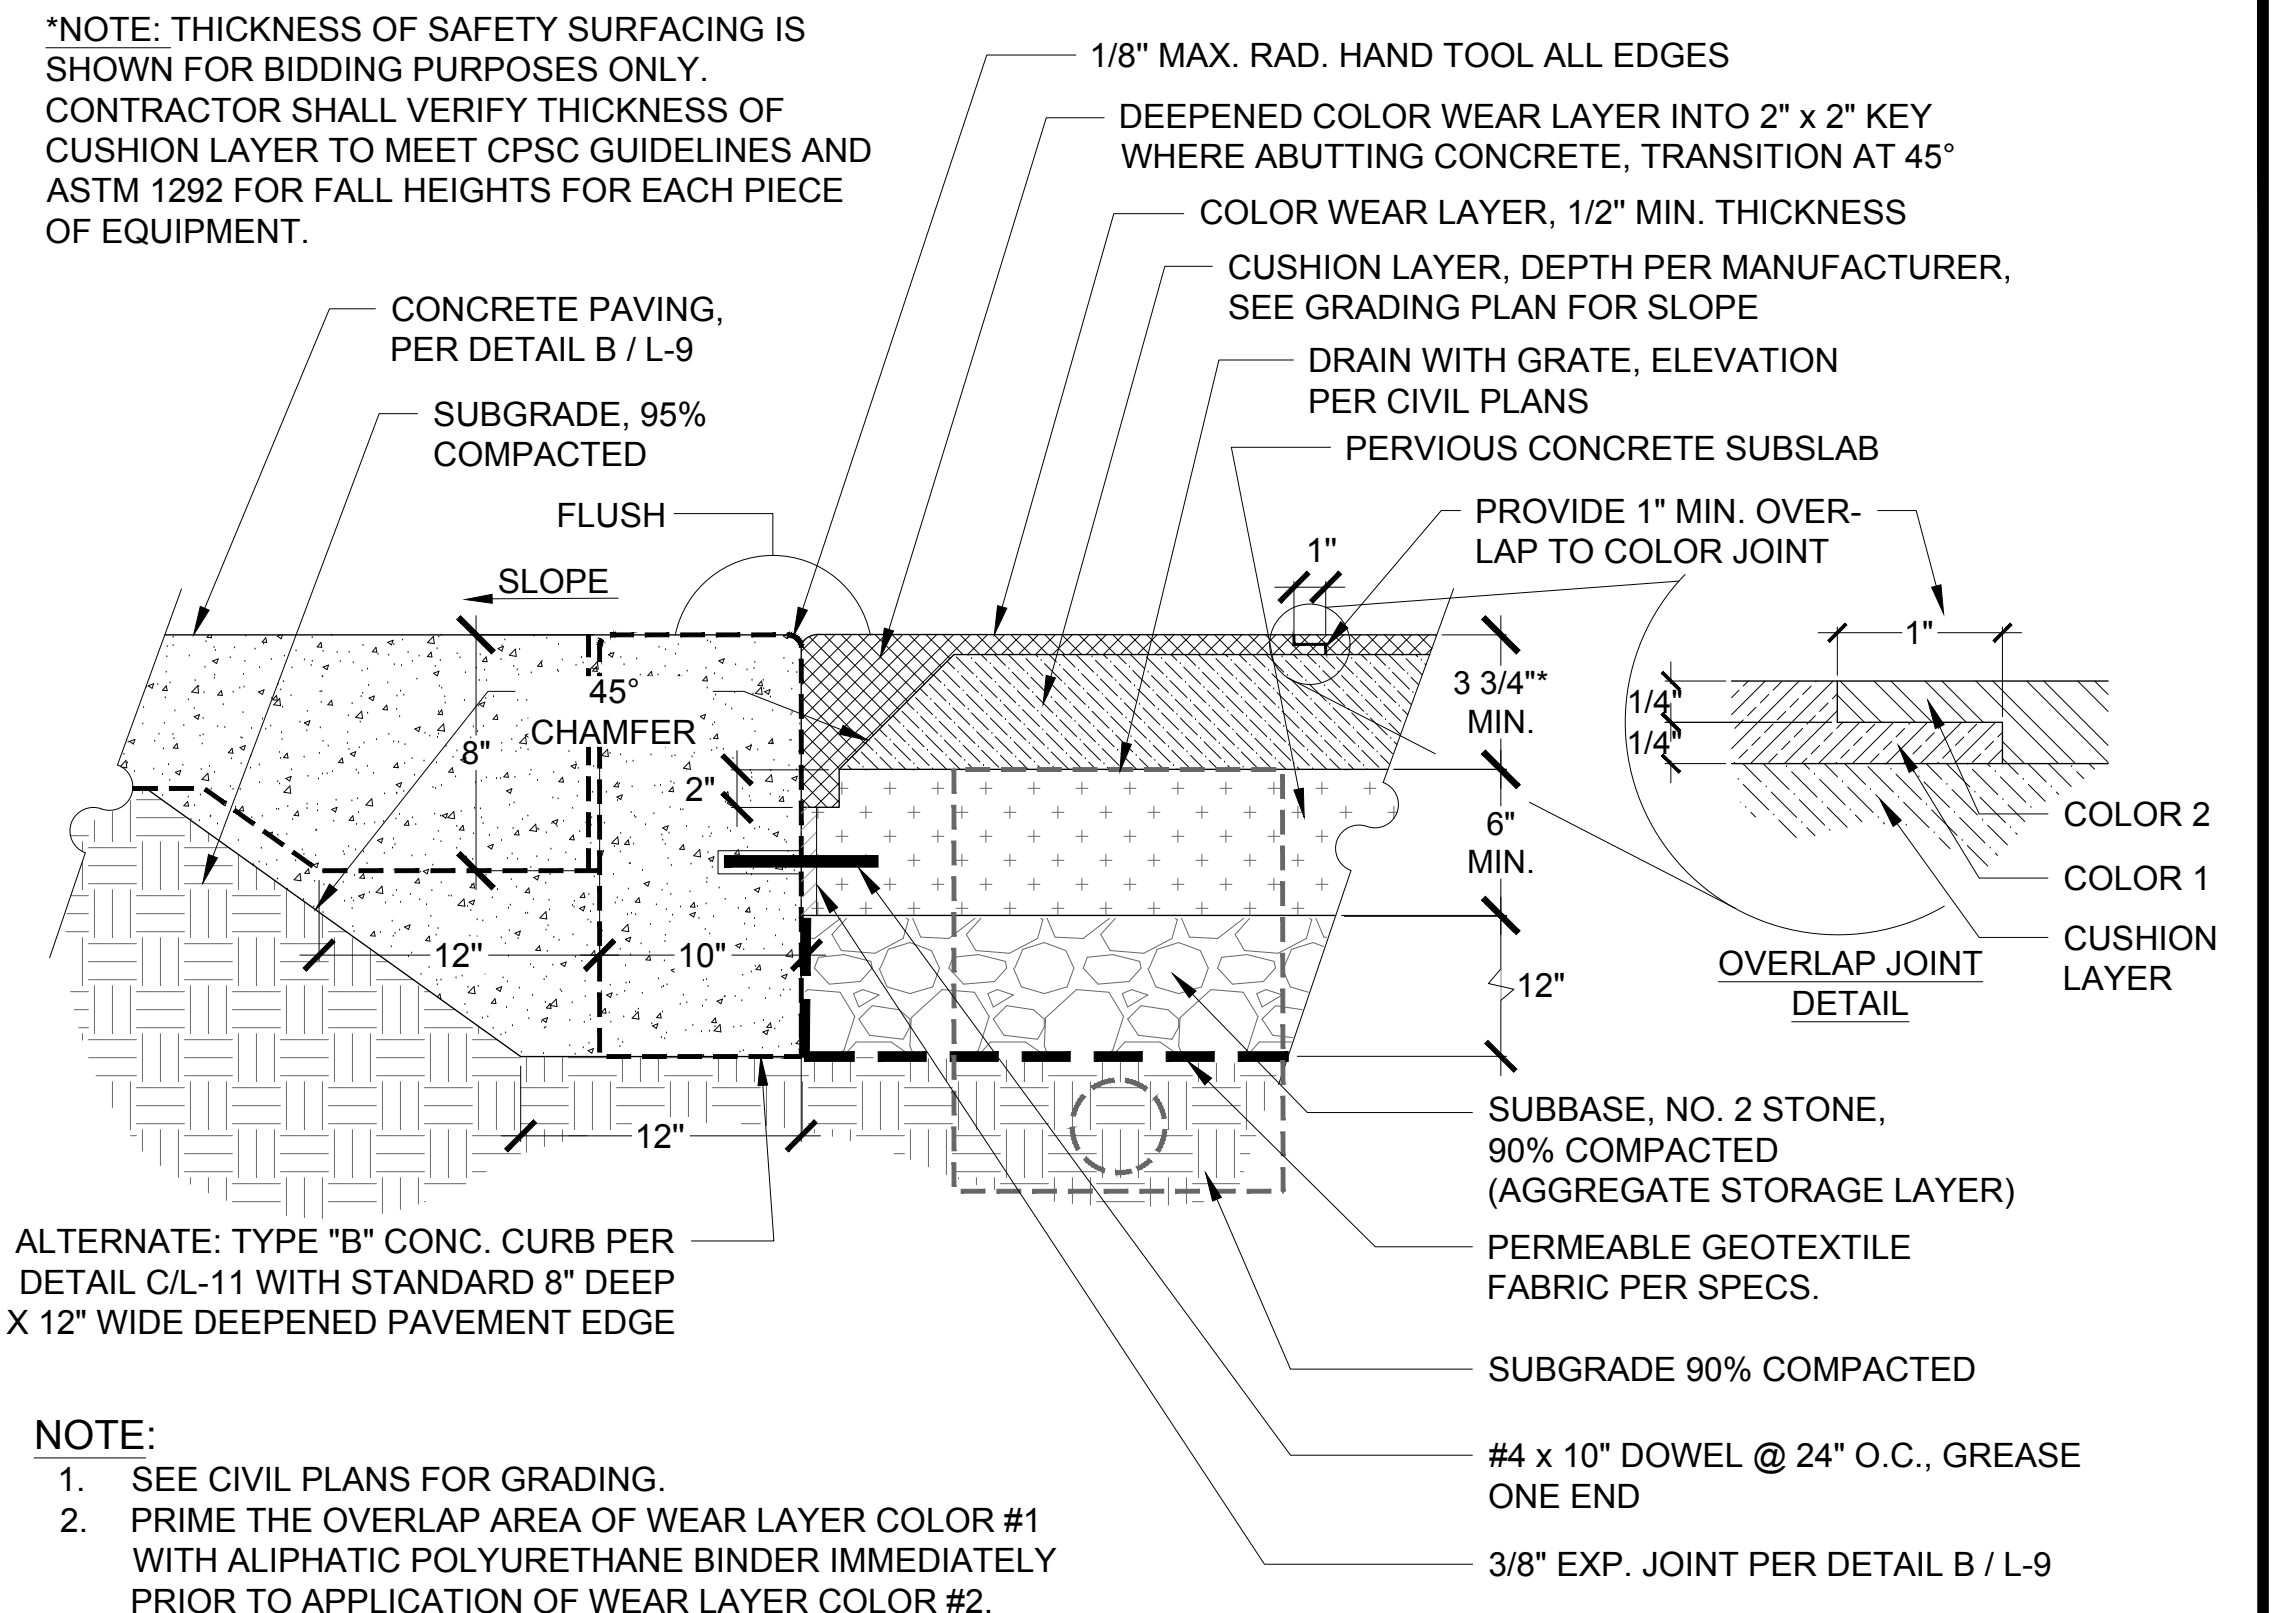 *NOTE: THICKNESS OF SAFETY SURFACING IS
SHOWN FOR BIDDING PURPOSES ONLY.
CONTRACTOR SHALL VERIFY THICKNESS OF
CUSHION LAYER TO MEET CPSC GUIDELINES AND
ASTM 1292 FOR FALL HEIGHTS FOR EACH PIECE
OF EQUIPMENT.
1/8" MAX. RAD. HAND TOOL ALL EDGES
DEEPENED COLOR WEAR LAYER INTO 2" x 2" KEY
WHERE ABUTTING CONCRETE, TRANSITION AT 45°
COLOR WEAR LAYER, 1/2" MIN. THICKNESS
CUSHION LAYER, DEPTH PER MANUFACTURER,
SEE GRADING PLAN FOR SLOPE
CONCRETE PAVING,
PER DETAIL B / L-9
DRAIN WITH GRATE, ELEVATION
PER CIVIL PLANS
SUBGRADE, 95%
COMPACTED
PERVIOUS CONCRETE SUBSLAB
FLUSH
PROVIDE 1" MIN. OVER-
LAP TO COLOR JOINT
1"
SLOPE
1"
45°
CHAMFER
3 3/4"*
MIN.
1/4"
1/4"
8"
2"
6"
MIN.
COLOR 2
COLOR 1
CUSHION
LAYER
12"
10"
12"
OVERLAP JOINT
DETAIL
12"
SUBBASE, NO. 2 STONE,
90% COMPACTED
(AGGREGATE STORAGE LAYER)
ALTERNATE: TYPE "B" CONC. CURB PER
DETAIL C/L-11 WITH STANDARD 8" DEEP
X 12" WIDE DEEPENED PAVEMENT EDGE
PERMEABLE GEOTEXTILE
FABRIC PER SPECS.
SUBGRADE 90% COMPACTED
#4 x 10" DOWEL @ 24" O.C., GREASE
ONE END
3/8" EXP. JOINT PER DETAIL B / L-9
NOTE:
1. SEE CIVIL PLANS FOR GRADING.
2. PRIME THE OVERLAP AREA OF WEAR LAYER COLOR #1
WITH ALIPHATIC POLYURETHANE BINDER IMMEDIATELY
PRIOR TO APPLICATION OF WEAR LAYER COLOR #2.